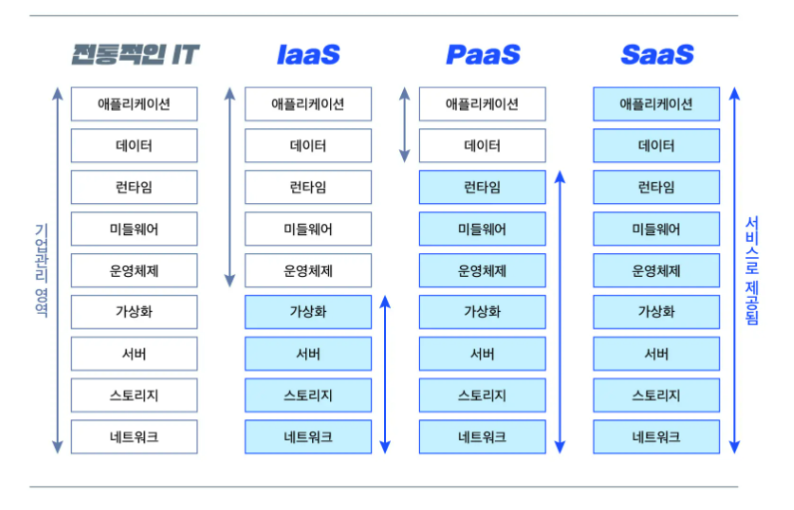 전통적인 IT
IaaS
PaaS
SaaS
기업관리 영역
애플리케이션
데이터
런타임
미들웨어
운영체제
가상화
서버
스토리지
네트워크
애플리케이션
데이터
런타임
미들웨어
운영체제
가상화
서버
스토리지
네트워크
애플리케이션
데이터
런타임
미들웨어
운영체제
가상화
서버
스토리지
네트워크
애플리케이션
데이터
런타임
미들웨어
운영체제
가상화
서버
스토리지
네트워크
서비스로 제공됨